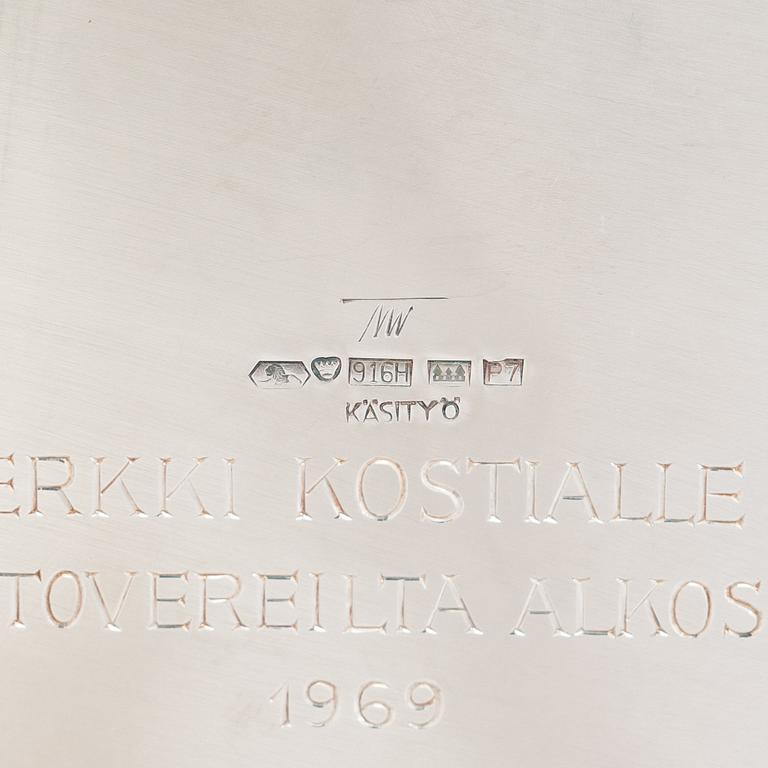 NW
916H P7
KÄSITYÖ
ERKKI KOSTIALLE
TOVEREILTA ALKOS
1969